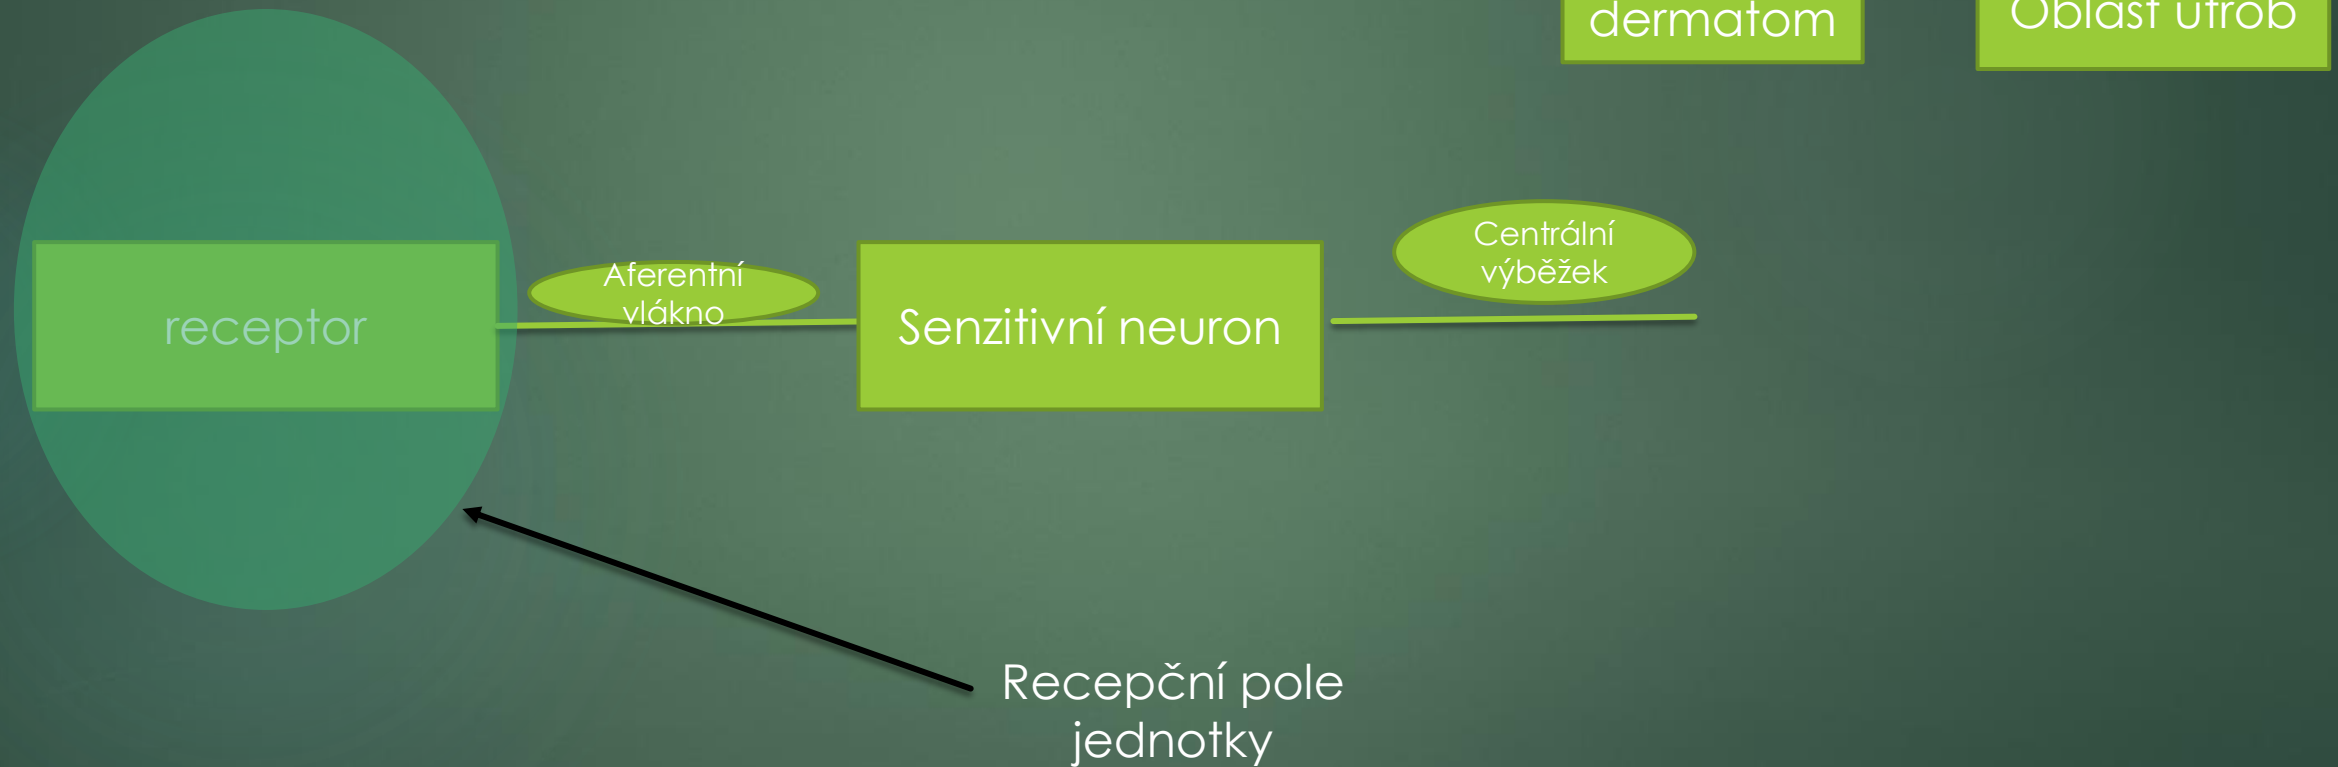 dermatom
Oblast útrob
Centrální
výběžek
Aferentní
vlákno
receptor
Senzitivní neuron
Recepční pole
jednotky